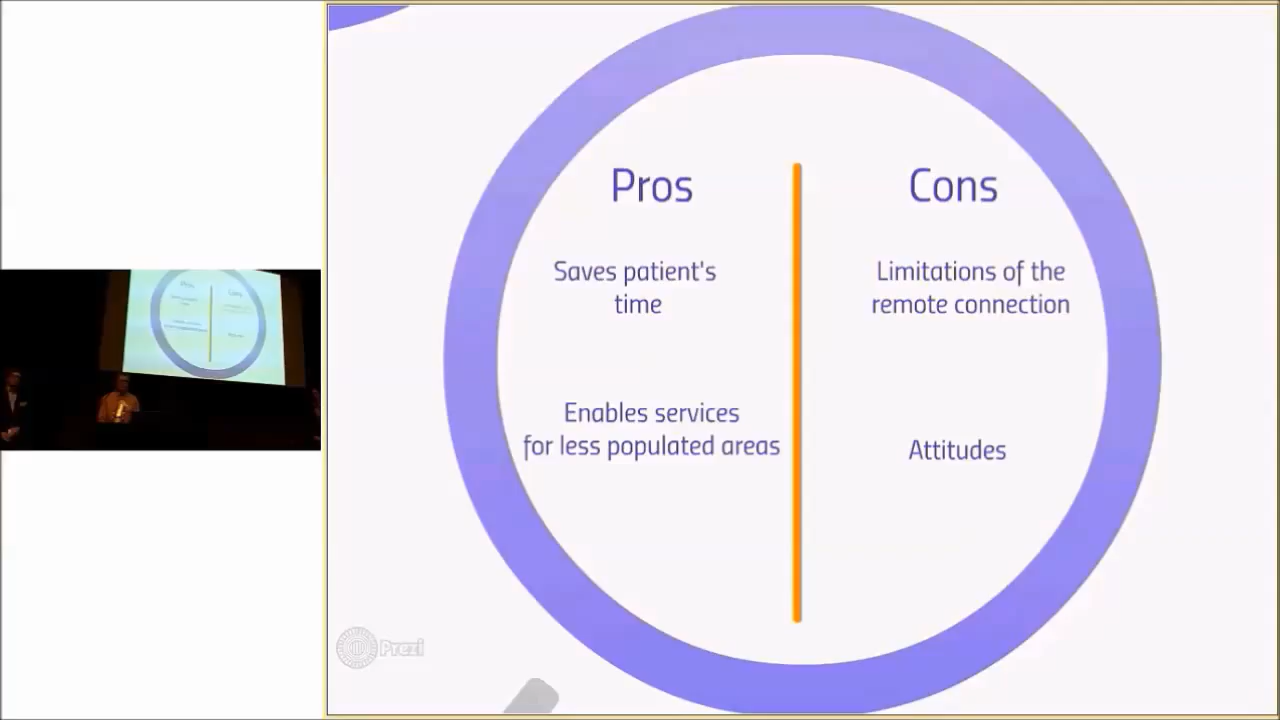 Pros
Saves patient's
time
Enables services
for less populated areas
Cons
Limitations of the
remote connection
Attitudes
Prezi